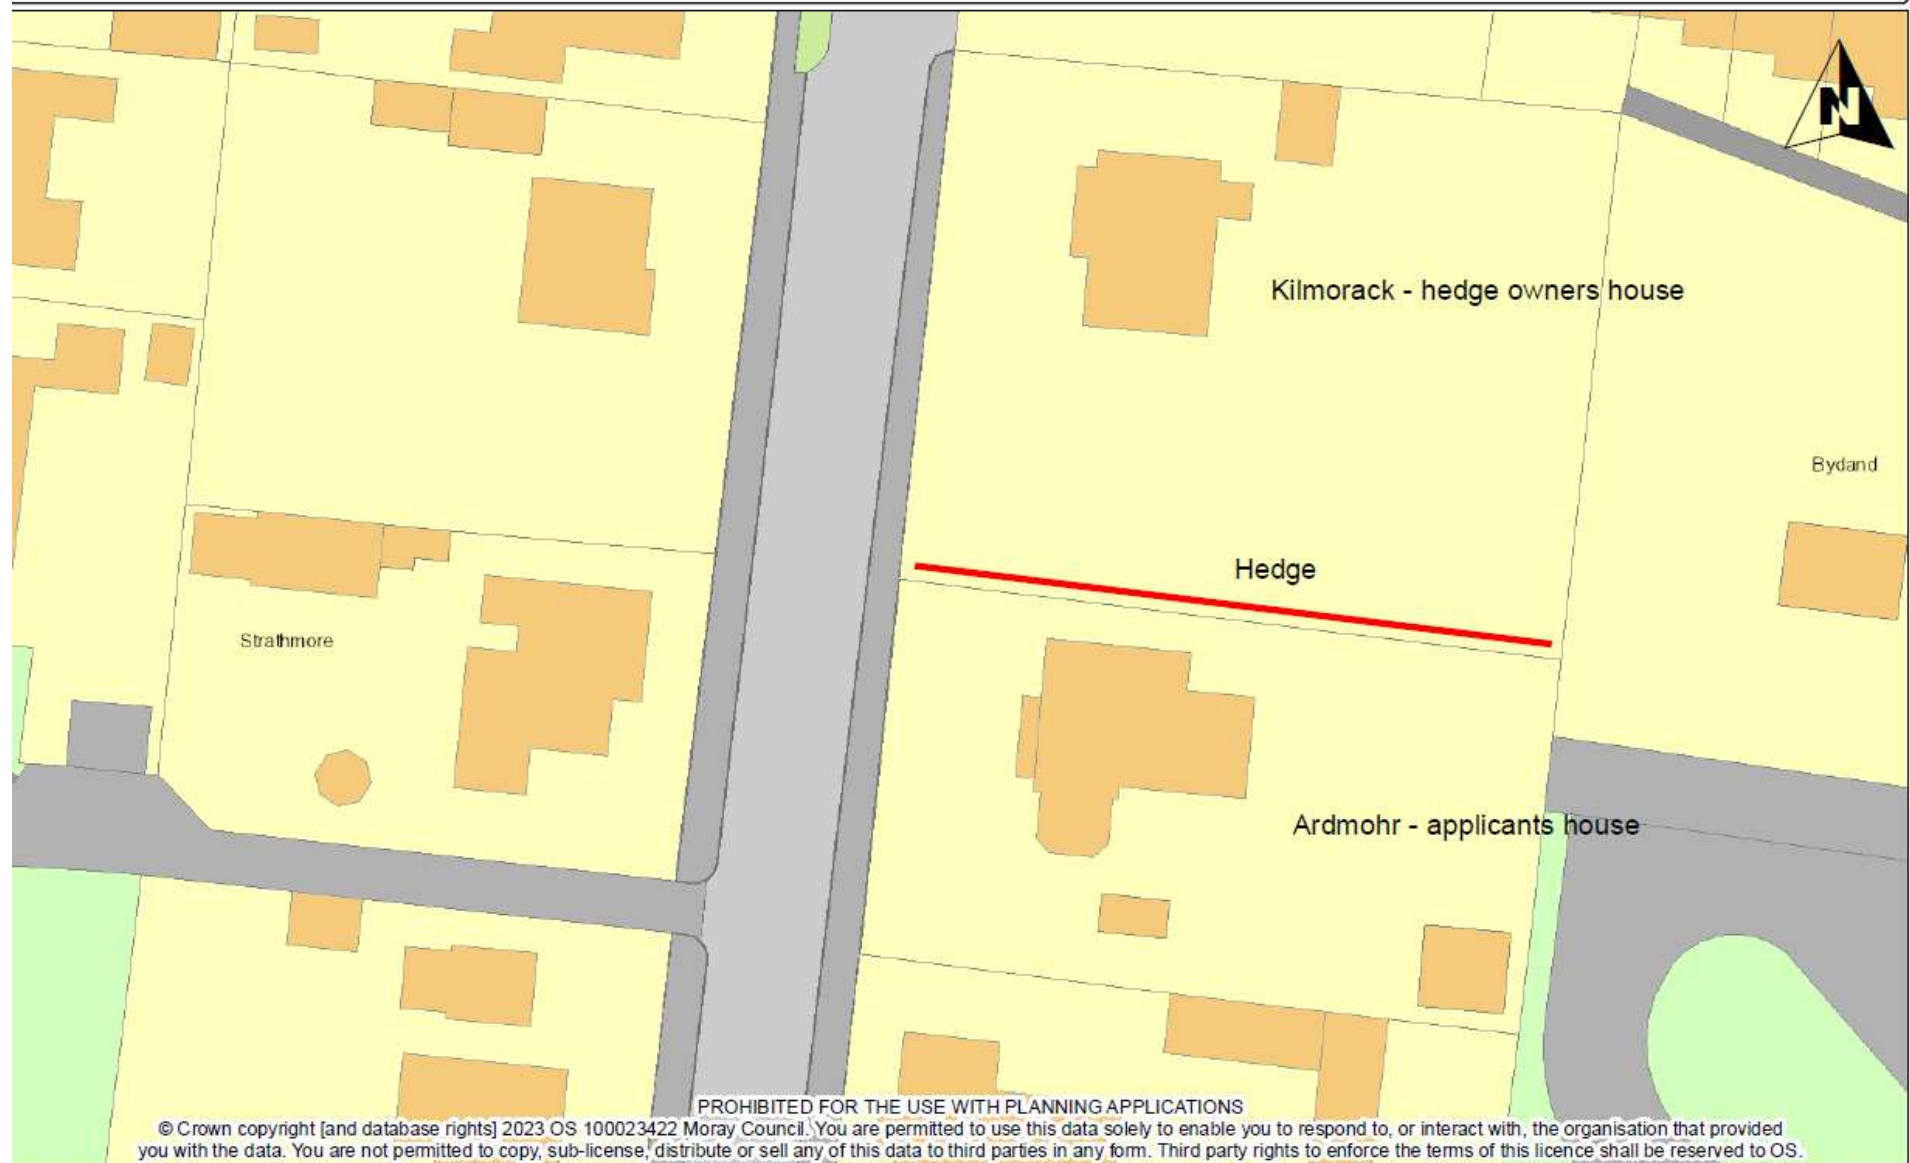 N
Kilmorack - hedge owners house
Bydand
Hedge
Strathmore
Ardmohr - applicants house
PROHIBITED FOR THE USE WITH PLANNING APPLICATIONS
© Crown copyright [and database rights] 2023 OS 100023422 Moray Council. You are permitted to use this data solely to enable you to respond to, or interact with, the organisation that provided
you with the data. You are not permitted to copy, sub-license, distribute or sell any of this data to third parties in any form. Third party rights to enforce the terms of this licence shall be reserved to OS.